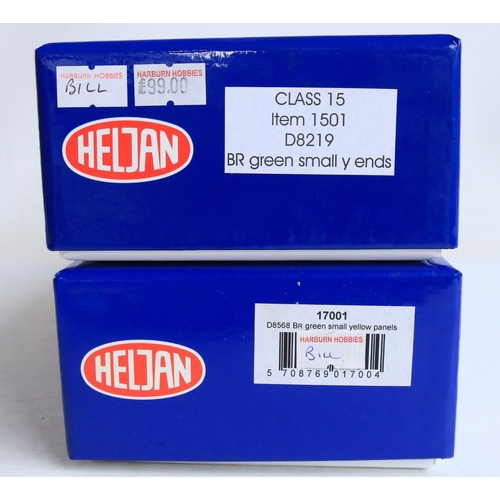 HARBURN HOBBIES
BILL
HARBURN HOBBIES
£99.00
HELJAN
CLASS 15
Item 1501
D8219
BR green small y ends
HELJAN
17001
D8568 BR green small yellow panels
HARBURN HOBBIES
BILL
5 708769 017004